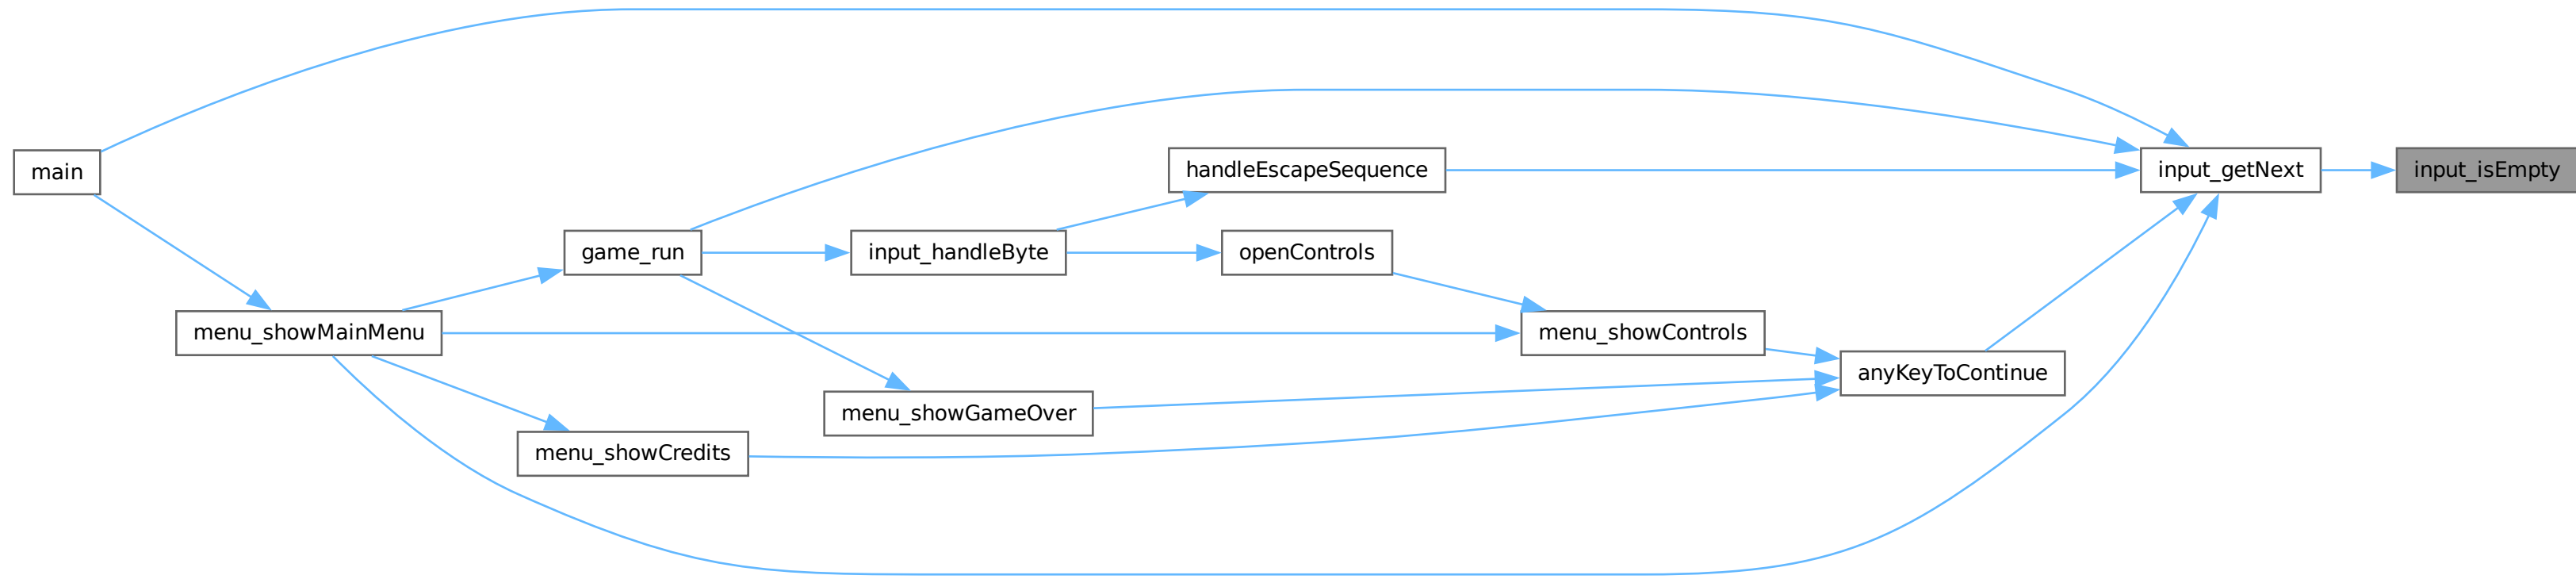 main
handleEscapeSequence
input_getNext
input_isEmpty
game_run
input_handleByte
openControls
menu_showMainMenu
menu_showControls
anyKeyToContinue
menu_showGameOver
menu_showCredits